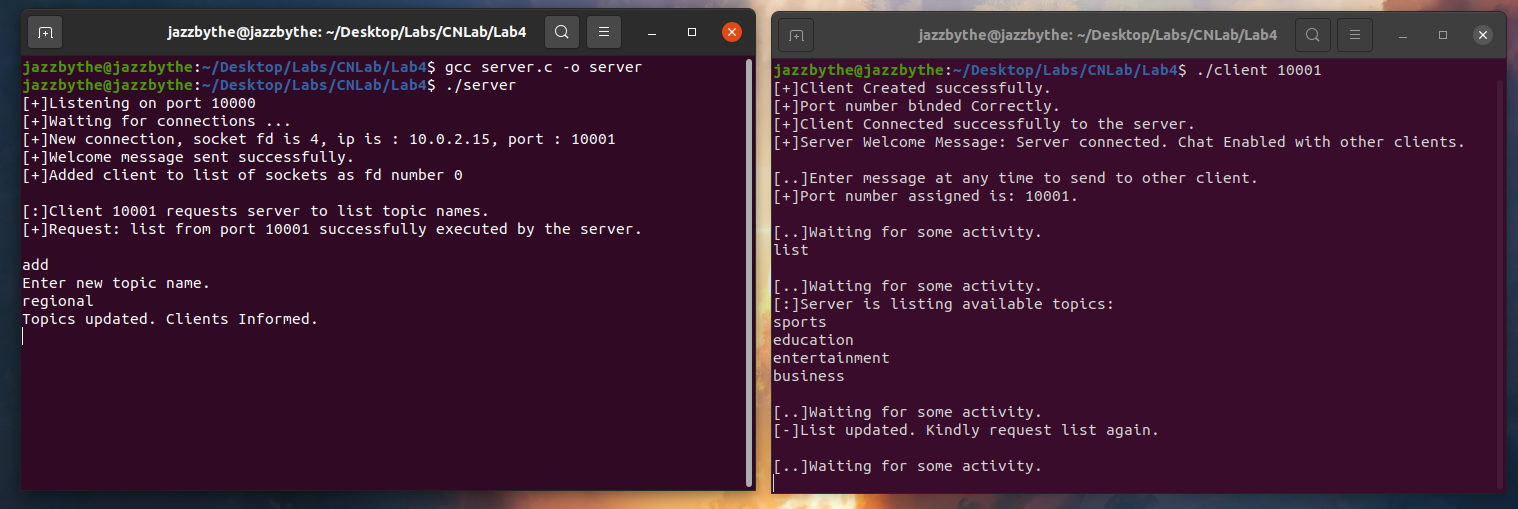 jazzbythe@jazzbythe: ~/Desktop/Labs/CNLab/Lab4
jazzbythe@jazzbythe:~/Desktop/Labs/CNLab/Lab4$ gcc server.c -o server
jazzbythe@jazzbythe:~/Desktop/Labs/CNLab/Lab4$ ./server
[+]Listening on port 10000
[+]Waiting for connections ...
[+]New connection, socket fd is 4, ip is : 10.0.2.15, port : 10001
[+]Welcome message sent successfully.
[+]Added client to list of sockets as fd number 0
[:]Client 10001 requests server to list topic names.
[+]Request: list from port 10001 successfully executed by the server.
add
Enter new topic name.
regional
Topics updated. Clients Informed.
jazzbythe@jazzbythe: ~/Desktop/Labs/CNLab/Lab4
jazzbythe@jazzbythe:~/Desktop/Labs/CNLab/Lab4$ ./client 10001
[+]Client Created successfully.
[+]Port number binded Correctly.
[+]Client Connected successfully to the server.
[+]Server Welcome Message: Server connected. Chat Enabled with other clients.
[..]Enter message at any time to send to other client.
[+]Port number assigned is: 10001.
[..]Waiting for some activity.
list
[..]Waiting for some activity.
[:]Server is listing available topics:
sports
education
entertainment
business
[..]Waiting for some activity.
[-]List updated. Kindly request list again.
[..]Waiting for some activity.